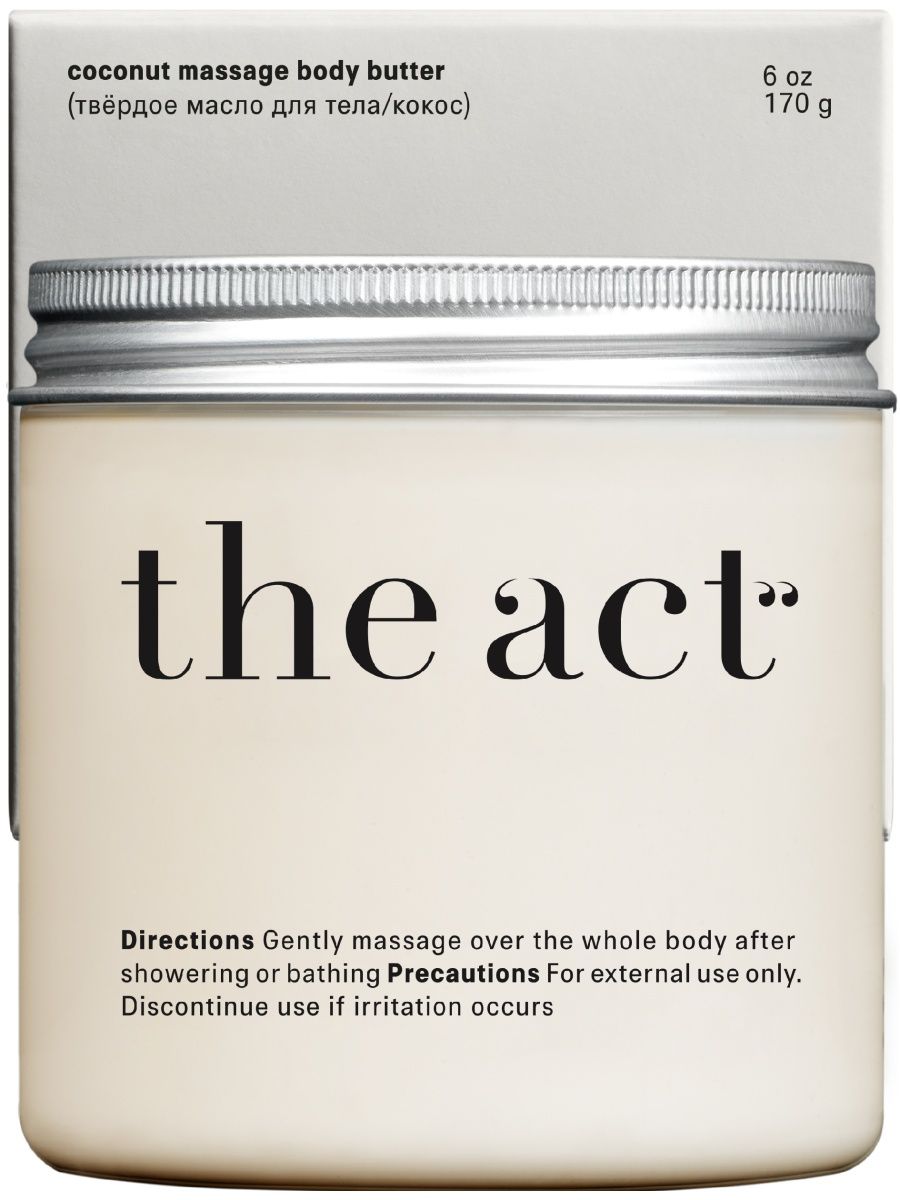 coconut massage body butter
(твёрдое масло для тела/кокос)
6 oz
170 g
the act”
Directions Gently massage over the whole body after
showering or bathing Precautions For external use only.
Discontinue use if irritation occurs